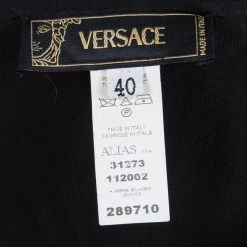 VERSACE
MADE IN ITALY
40
MADE IN ITALY
FABRIQUE IN ITALIE
ALIAS S.P.A.
31273
112002
289710